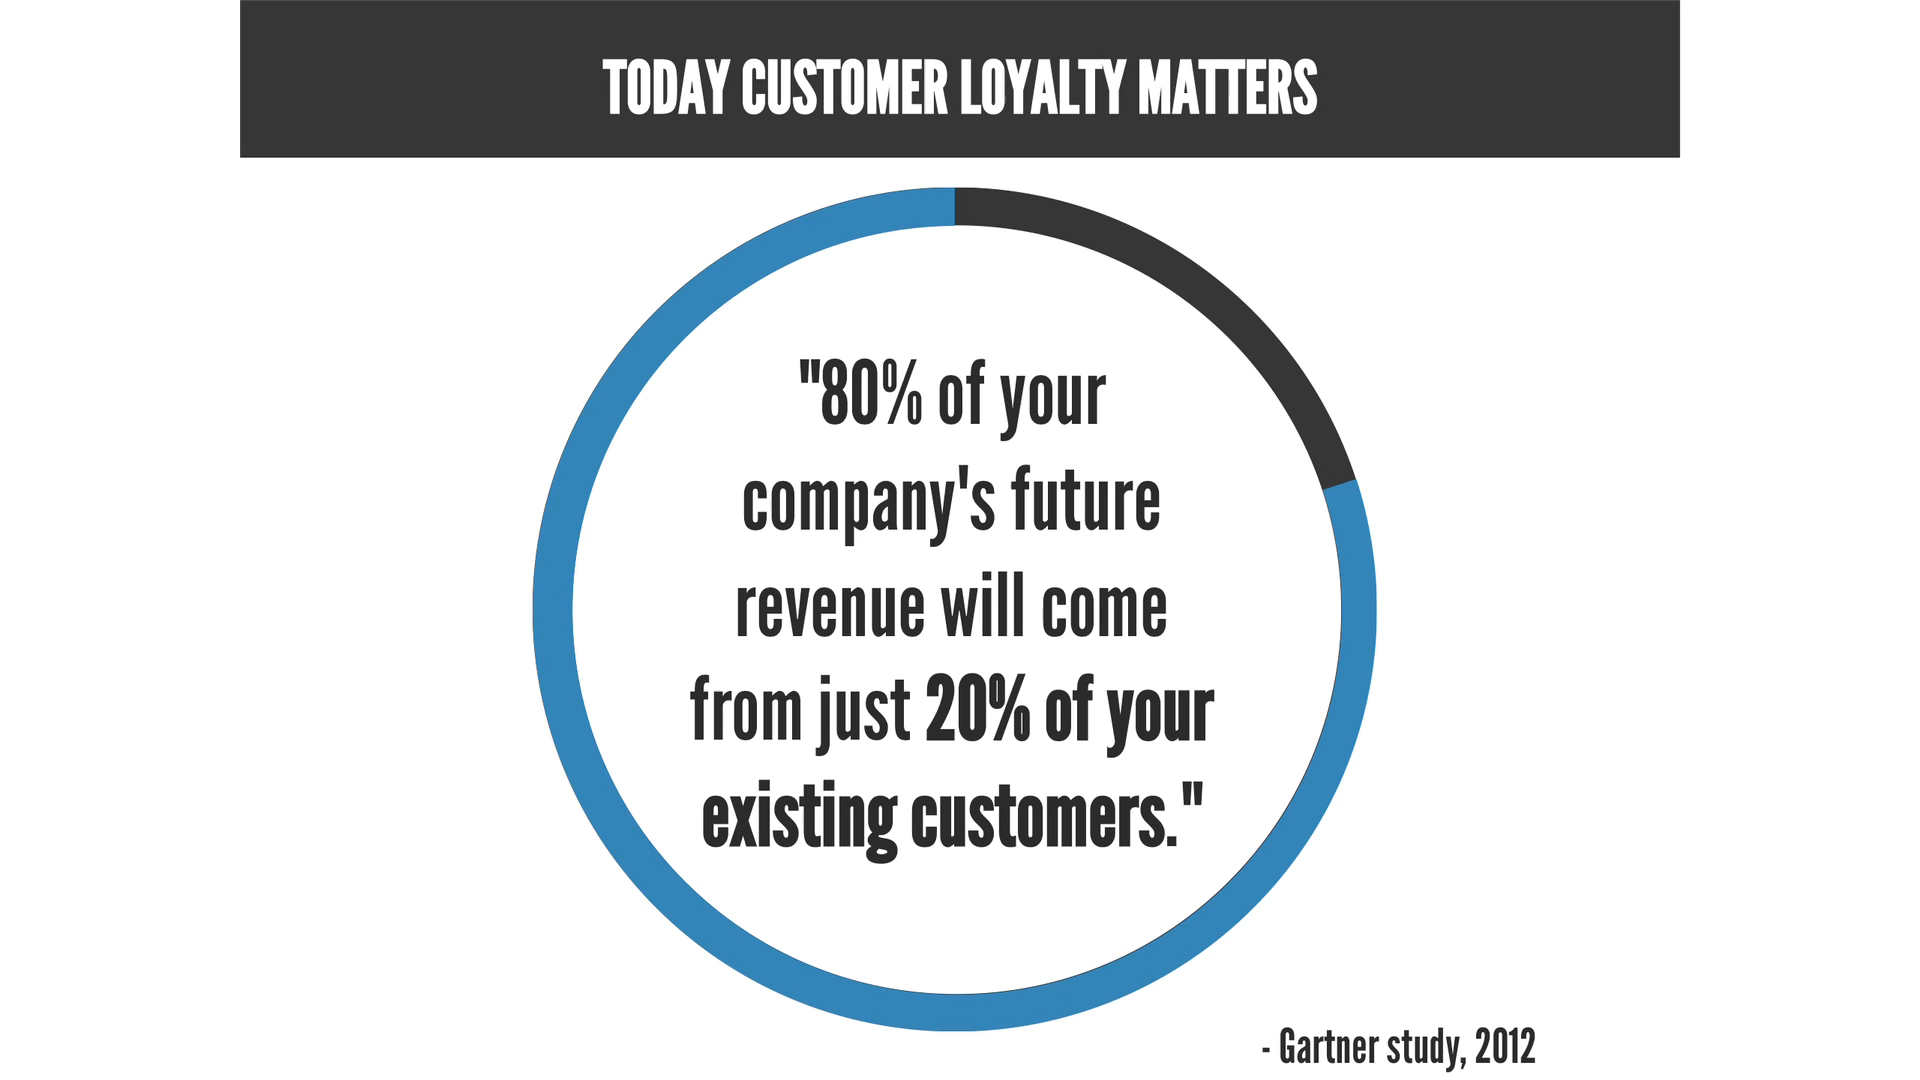 TODAY CUSTOMER LOYALTY MATTERS
"80% of your
company's future
revenue will come
from just 20% of your
existing customers."
- Gartner study, 2012